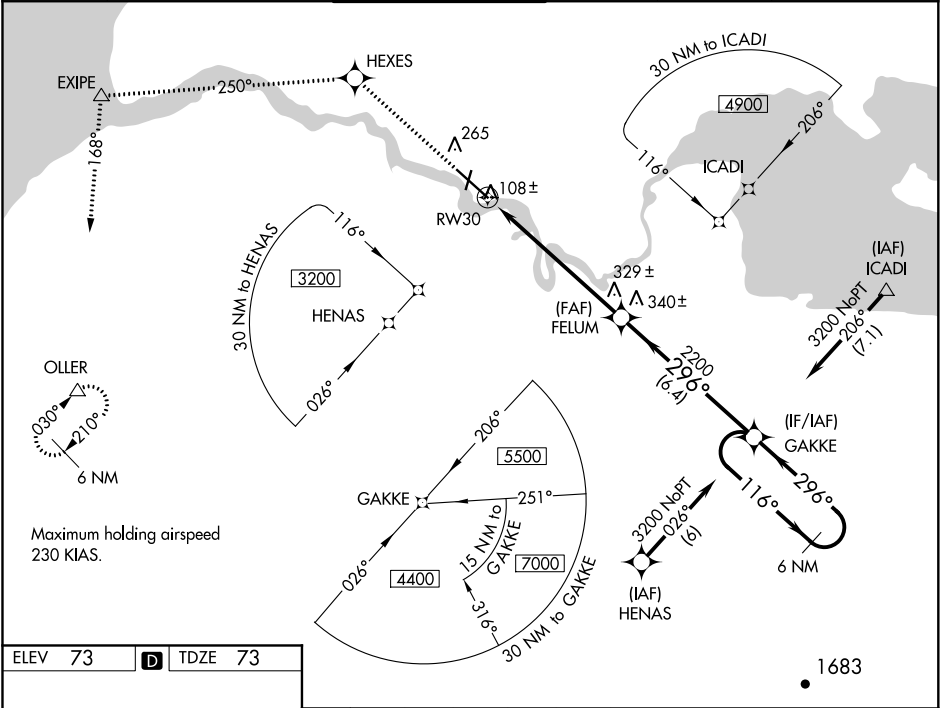 30 NM to ICADI
4900
206°
116°
ICADI
HEXES
EXIPE
250°
168°
265
108±
RW30
116°
30 NM to HENAS
3200
HENAS
026°
329±
340±
(FAF)
FELUM
(IAF)
ICADI
3200 NoPT
206°
(7.1)
2200
296°
(6.4)
OLLER
030°
210°
6 NM
(IF/IAF)
GAKKE
296°
116°
6 NM
206°
5500
GAKKE
251°
15 NM to
GAKKE
7000
4400
026°
316°
30 NM to GAKKE
3200 NoPT
026°
(6)
(IAF)
HENAS
Maximum holding airspeed
230 KIAS.
ELEV 73 D TDZE 73
1683